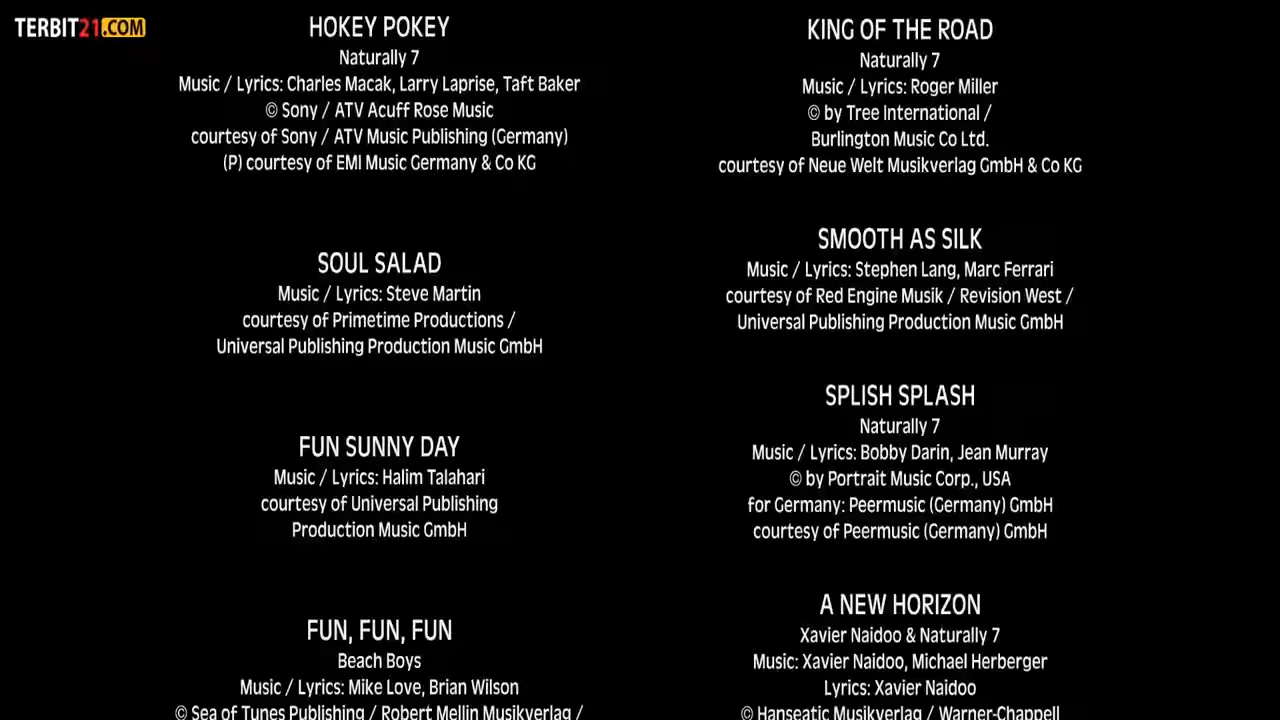 TERBIT21.COM
HOKEY POKEY
Naturally 7
Music / Lyrics: Charles Macak, Larry Laprise, Taft Baker
© Sony / ATV Acuff Rose Music
courtesy of Sony / ATV Music Publishing (Germany)
(P) courtesy of EMI Music Germany & Co KG
SOUL SALAD
Music / Lyrics: Steve Martin
courtesy of Primetime Productions /
Universal Publishing Production Music GmbH
FUN SUNNY DAY
Music / Lyrics: Halim Talahari
courtesy of Universal Publishing
Production Music GmbH
FUN, FUN, FUN
Beach Boys
Music / Lyrics: Mike Love, Brian Wilson
© Sea of Tunes Publishing / Robert Mellin Musikverlag /
KING OF THE ROAD
Naturally 7
Music / Lyrics: Roger Miller
© by Tree International /
Burlington Music Co Ltd.
courtesy of Neue Welt Musikverlag GmbH & Co KG
SMOOTH AS SILK
Music / Lyrics: Stephen Lang, Marc Ferrari
courtesy of Red Engine Musik / Revision West /
Universal Publishing Production Music GmbH
SPLISH SPLASH
Naturally 7
Music / Lyrics: Bobby Darin, Jean Murray
© by Portrait Music Corp., USA
for Germany: Peermusic (Germany) GmbH
courtesy of Peermusic (Germany) GmbH
A NEW HORIZON
Xavier Naidoo & Naturally 7
Music: Xavier Naidoo, Michael Herberger
Lyrics: Xavier Naidoo
© Hanseatic Musikverlag / Warner-Chappell